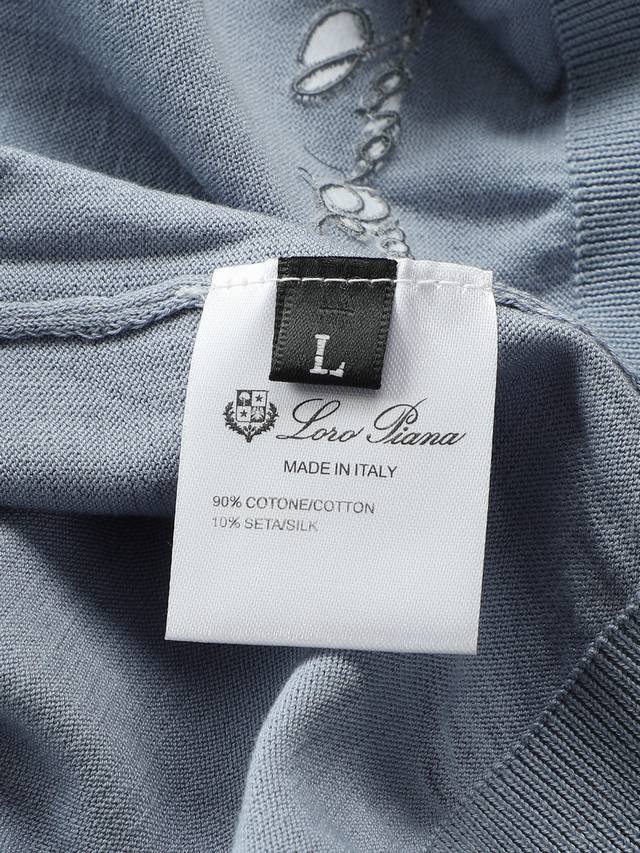 L
Loro Piana
MADE IN ITALY
90% COTONE/COTTON
10% SETA/SILK